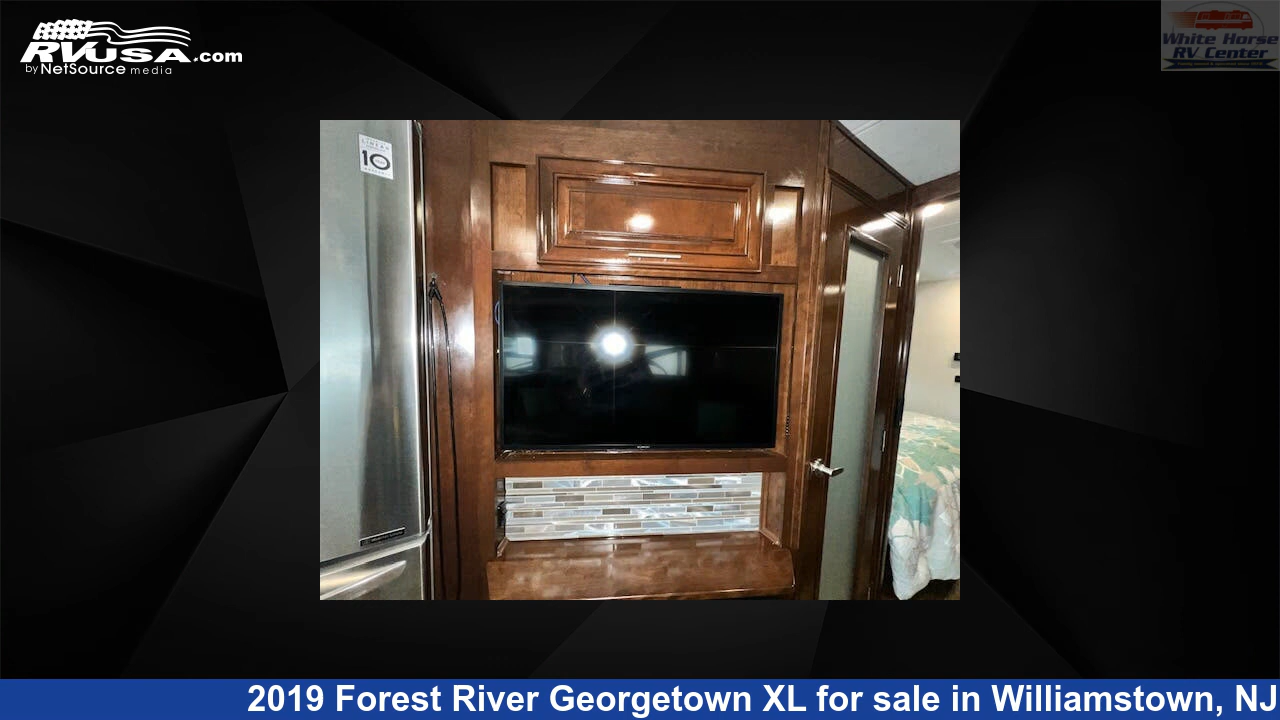 RVUSA.com
by NetSource media
White Horse
RV Center
LINEAR
10
2019 Forest River Georgetown XL for sale in Williamstown, NJ